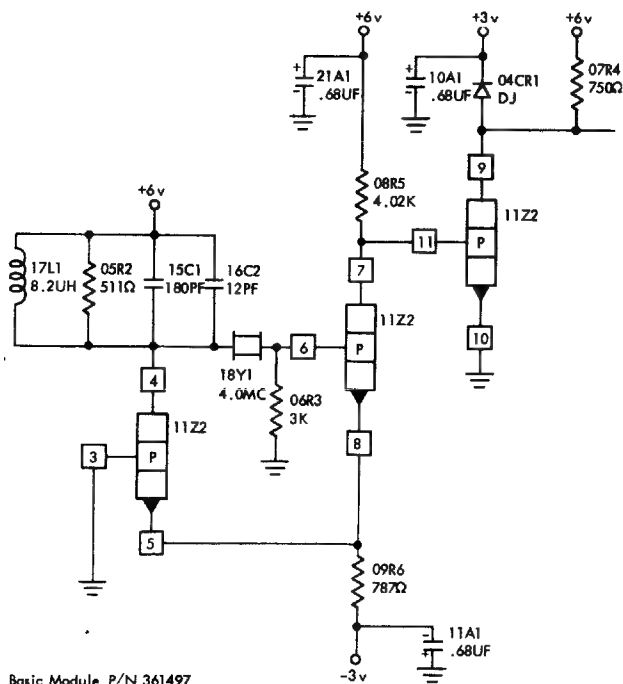 +6v
+3v
+6v
21A1
.68UF
10A1
.68UF
04CR1
DJ
07R4
750Ω
9
08R5
4.02K
11Z2
P
11
+6v
7
17L1
8.2UH
05R2
511Ω
15C1
180PF
16C2
12PF
11Z2
P
6
10
18Y1
4.0MC
4
06R3
3K
11Z2
3
P
8
5
09R6
787Ω
11A1
.68UF
-3v
Basic Module P/N 361497